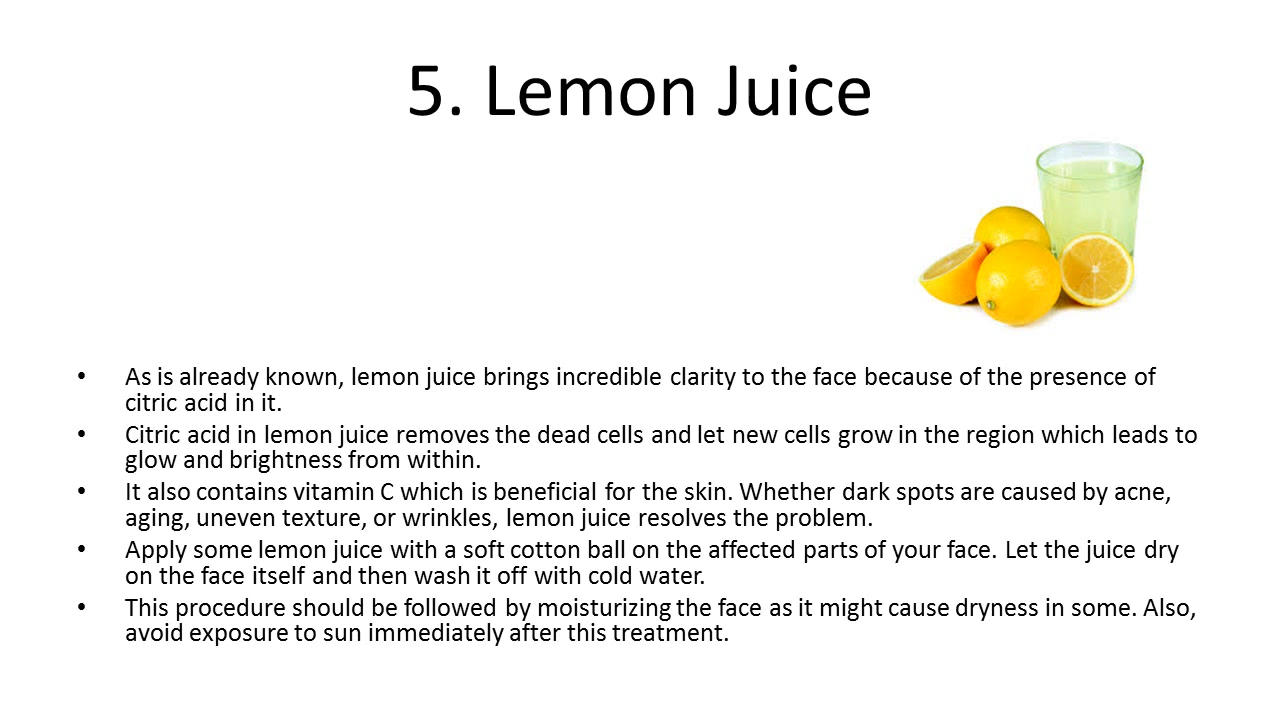 5. Lemon Juice
• As is already known, lemon juice brings incredible clarity to the face because of the presence of
citric acid in it.
• Citric acid in lemon juice removes the dead cells and let new cells grow in the region which leads to
glow and brightness from within.
• It also contains vitamin C which is beneficial for the skin. Whether dark spots are caused by acne,
aging, uneven texture, or wrinkles, lemon juice resolves the problem.
• Apply some lemon juice with a soft cotton ball on the affected parts of your face. Let the juice dry
on the face itself and then wash it off with cold water.
• This procedure should be followed by moisturizing the face as it might cause dryness in some. Also,
avoid exposure to sun immediately after this treatment.